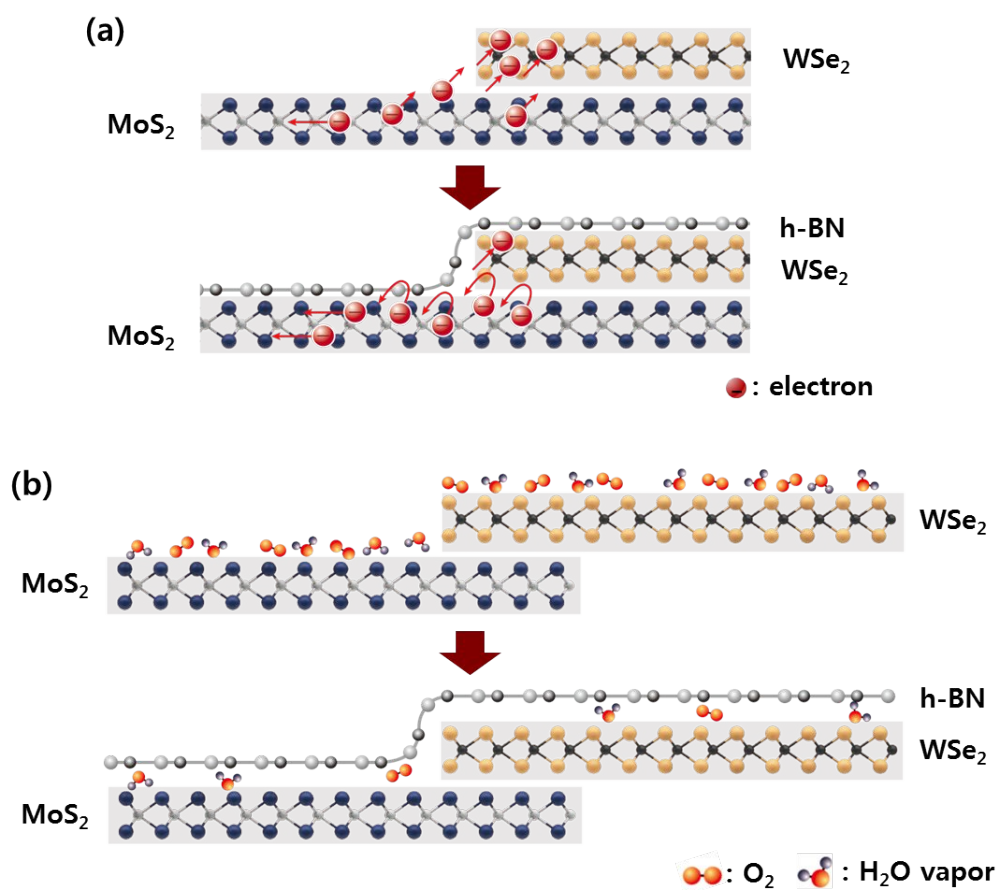 (a)
WSe₂
MoS₂
h-BN
WSe₂
MoS₂
: electron
(b)
WSe₂
MoS₂
h-BN
WSe₂
MoS₂
: O₂ : H₂O vapor